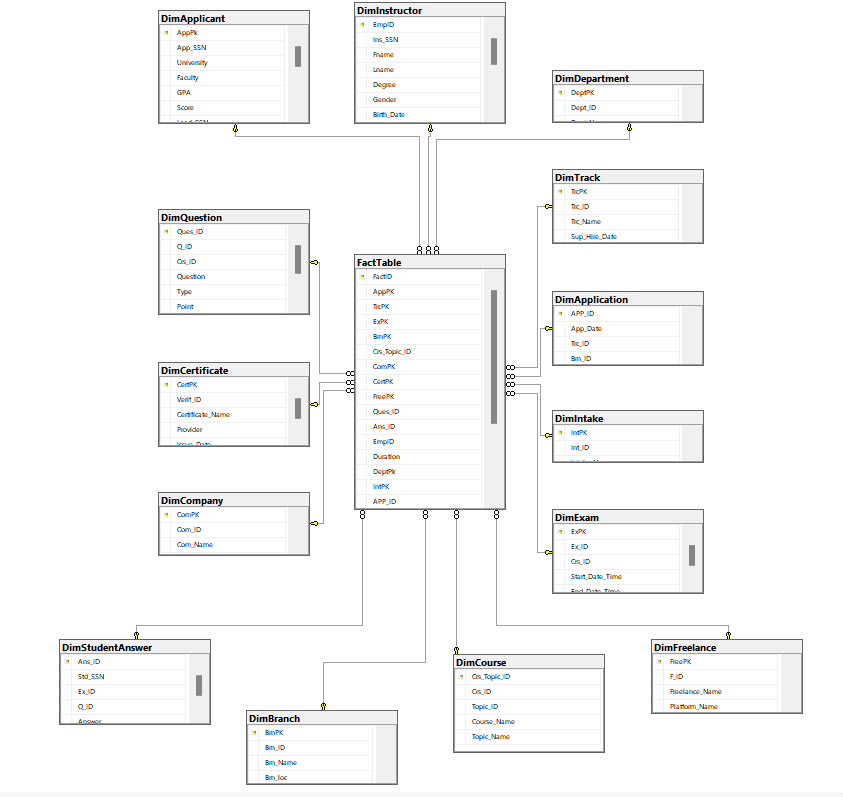 DimApplicant
AppPk
App_SSN
University
Faculty
GPA
Score
DimInstructor
EmpID
Ins_SSN
Fname
Lname
Degree
Gender
Birth_Date
DimDepartment
DeptPK
Dept_ID
DimTrack
TrcPK
Trc_ID
Trc_Name
Sup_Hire_Date
DimQuestion
Ques_ID
Q_ID
Crs_ID
Question
Type
Point
FactTable
FactID
AppPK
TrcPK
ExPK
BrnPK
Crs_Topic_ID
ComPK
CertPK
FreePK
Ques_ID
Ans_ID
EmpID
Duration
DeptPk
IntPK
APP_ID
DimApplication
APP_ID
App_Date
Trc_ID
Brn_ID
DimCertificate
CertPK
Verif_ID
Certificate_Name
Provider
Issue_Date
DimIntake
IntPK
Int_ID
DimCompany
ComPK
Com_ID
Com_Name
DimExam
ExPK
Ex_ID
Crs_ID
Start_Date_Time
End_Date_Time
DimStudentAnswer
Ans_ID
Std_SSN
Ex_ID
Q_ID
Answer
DimBranch
BrnPK
Brn_ID
Brn_Name
Brn_loc
DimCourse
Crs_Topic_ID
Crs_ID
Topic_ID
Course_Name
Topic_Name
DimFreelance
FreePK
F_ID
Freelance_Name
Platform_Name